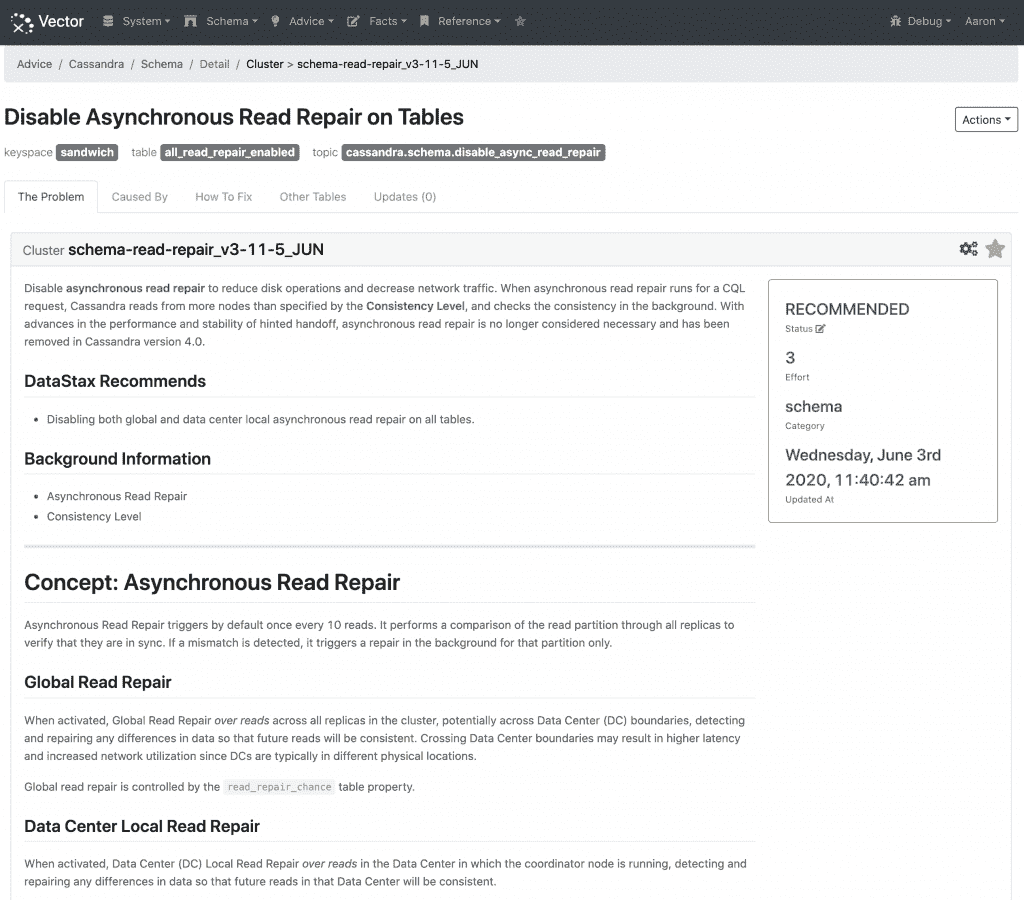 Vector System Schema Advice Facts Reference Debug Aaron
Advice / Cassandra / Schema / Detail / Cluster > schema-read-repair_v3-11-5_JUN
Disable Asynchronous Read Repair on Tables
Actions
keyspace sandwich table all_read_repair_enabled topic cassandra.schema.disable_async_read_repair
The Problem Caused By How To Fix Other Tables Updates (0)
Cluster schema-read-repair_v3-11-5_JUN
Disable asynchronous read repair to reduce disk operations and decrease network traffic. When asynchronous read repair runs for a CQL
request, Cassandra reads from more nodes than specified by the Consistency Level, and checks the consistency in the background. With
advances in the performance and stability of hinted handoff, asynchronous read repair is no longer considered necessary and has been
removed in Cassandra version 4.0.
DataStax Recommends
• Disabling both global and data center local asynchronous read repair on all tables.
Background Information
• Asynchronous Read Repair
• Consistency Level
RECOMMENDED
Status
3
Effort
schema
Category
Wednesday, June 3rd
2020, 11:40:42 am
Updated At
Concept: Asynchronous Read Repair
Asynchronous Read Repair triggers by default once every 10 reads. It performs a comparison of the read partition through all replicas to
verify that they are in sync. If a mismatch is detected, it triggers a repair in the background for that partition only.
Global Read Repair
When activated, Global Read Repair over reads across all replicas in the cluster, potentially across Data Center (DC) boundaries, detecting
and repairing any differences in data so that future reads will be consistent. Crossing Data Center boundaries may result in higher latency
and increased network utilization since DCs are typically in different physical locations.
Global read repair is controlled by the read_repair_chance table property.
Data Center Local Read Repair
When activated, Data Center (DC) Local Read Repair over reads in the Data Center in which the coordinator node is running, detecting and
repairing any differences in data so that future reads in that Data Center will be consistent.